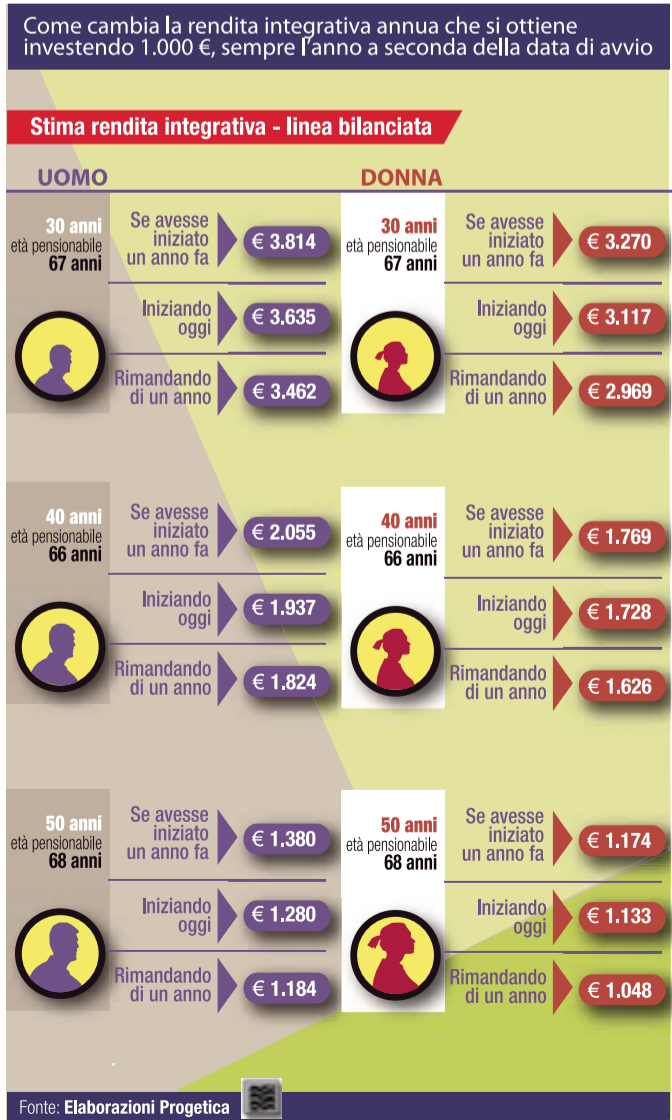 Come cambia la rendita integrativa annua che si ottiene
investendo 1.000 €, sempre l'anno a seconda della data di avvio
Stima rendita integrativa - linea bilanciata
UOMO
30 anni
età pensionabile
67 anni
Se avesse
iniziato
un anno fa
€ 3.814
Iniziando
oggi
€ 3.635
Rimandando
di un anno
€ 3.462
40 anni
età pensionabile
66 anni
Se avesse
iniziato
un anno fa
€ 2.055
Iniziando
oggi
€ 1.937
Rimandando
di un anno
€ 1.824
50 anni
età pensionabile
68 anni
Se avesse
iniziato
un anno fa
€ 1.380
Iniziando
oggi
€ 1.280
Rimandando
di un anno
€ 1.184
DONNA
30 anni
età pensionabile
67 anni
Se avesse
iniziato
un anno fa
€ 3.270
Iniziando
oggi
€ 3.117
Rimandando
di un anno
€ 2.969
40 anni
età pensionabile
66 anni
Se avesse
iniziato
un anno fa
€ 1.769
Iniziando
oggi
€ 1.728
Rimandando
di un anno
€ 1.626
50 anni
età pensionabile
68 anni
Se avesse
iniziato
un anno fa
€ 1.174
Iniziando
oggi
€ 1.133
Rimandando
di un anno
€ 1.048
Fonte: Elaborazioni Progetica